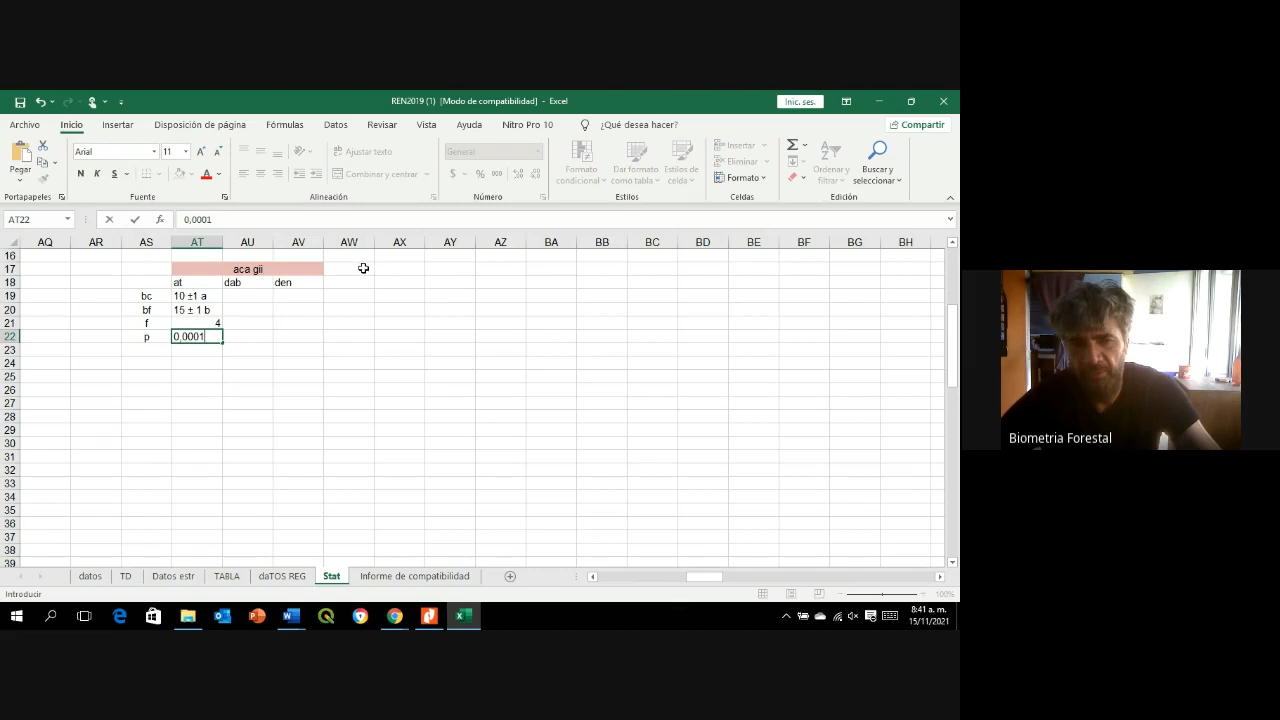 REN2019 (1) [Modo de compatibilidad] - Excel
Inic. ses.
Archivo Inicio Insertar Disposición de página Fórmulas Datos Revisar Vista Ayuda Nitro Pro 10 ¿Qué desea hacer? Compartir
Pegar
Arial 11
N K S
Ajustar texto
Combinar y centrar
General
$ % 000
Formato condicional
Dar formato como tabla
Estilos de celda
Insertar
Eliminar
Formato
Ordenar y filtrar
Buscar y seleccionar
Portapapeles Fuente Alineación Número Estilos Celdas Edición
AT22 fx 0,0001
AQ AR AS AT AU AV AW AX AY AZ BA BB BC BD BE BF BG BH
16
17 aca gii
18 at dab den
19 bc 10 ±1 a
20 bf 15 ± 1 b
21 f 4
22 p 0,0001
23
24
25
26
27
28
29
30
31
32
33
34
35
36
37
38
39
datos TD Datos estr TABLA daTOS REG Stat Informe de compatibilidad
Introducir 100%
8:41 a. m.
15/11/2021
Biometria Forestal